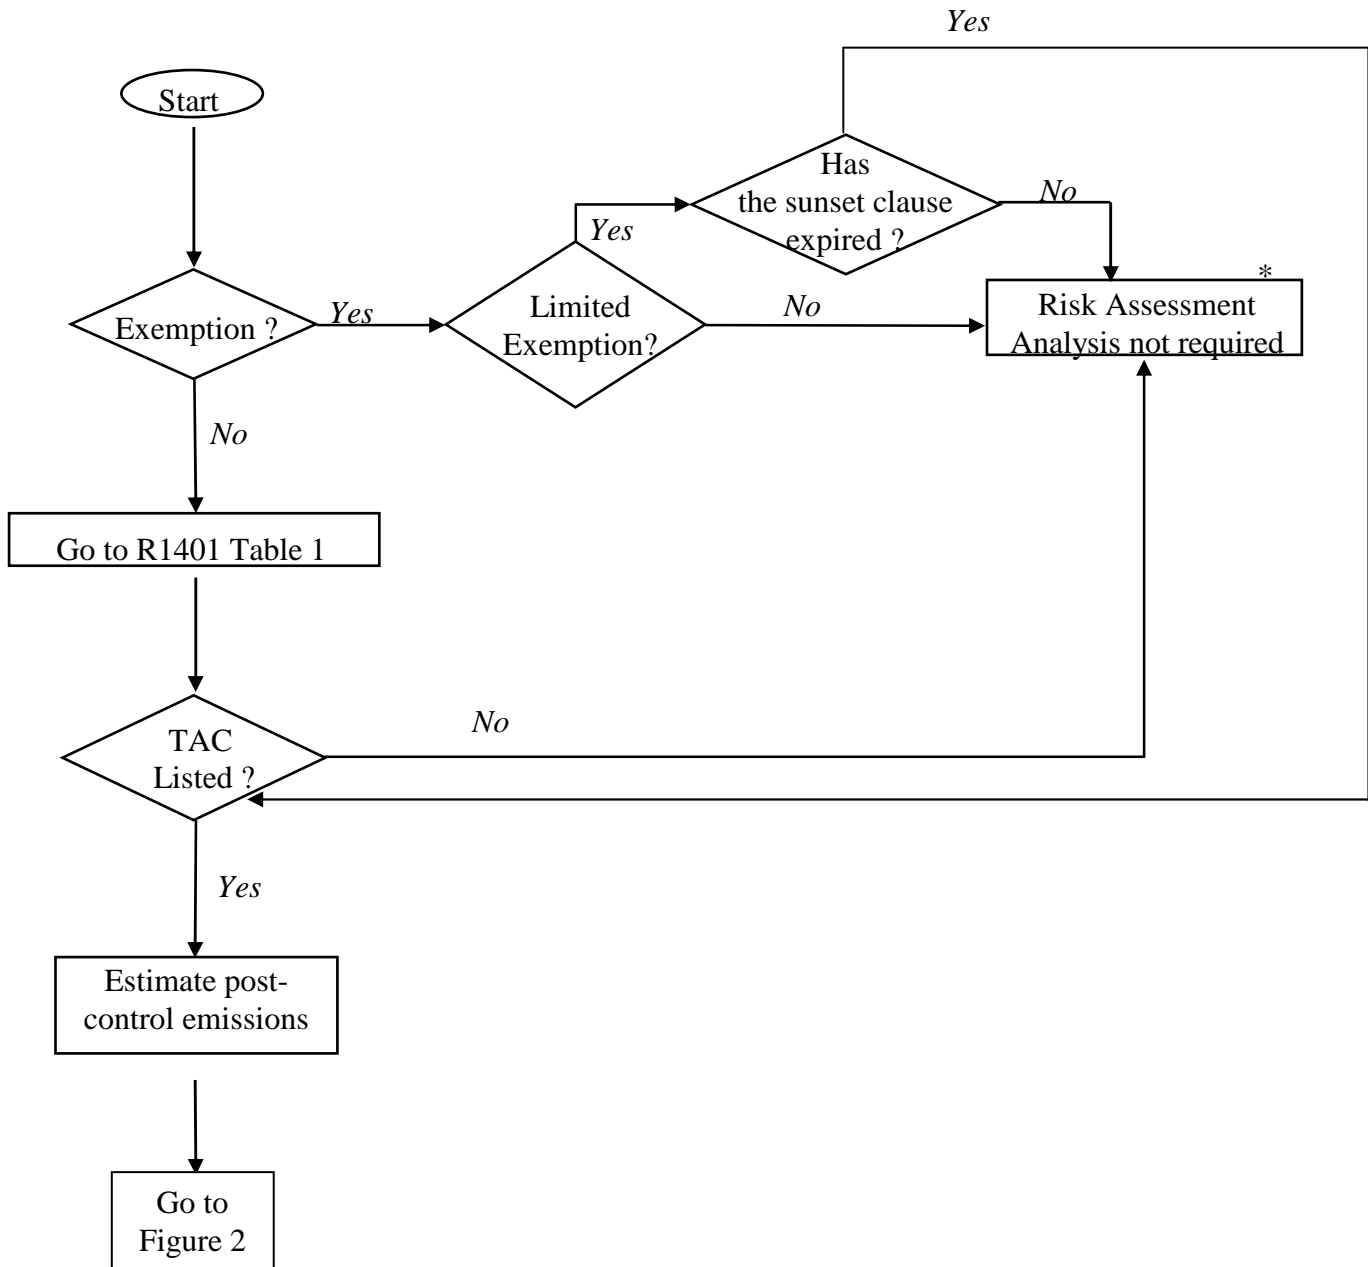 Yes
Start
Has
the sunset clause
expired ?
No
Yes
*
Exemption ?
Yes
Limited
Exemption?
No
Risk Assessment
Analysis not required
No
Go to R1401 Table 1
TAC
Listed ?
No
Yes
Estimate post-
control emissions
Go to
Figure 2